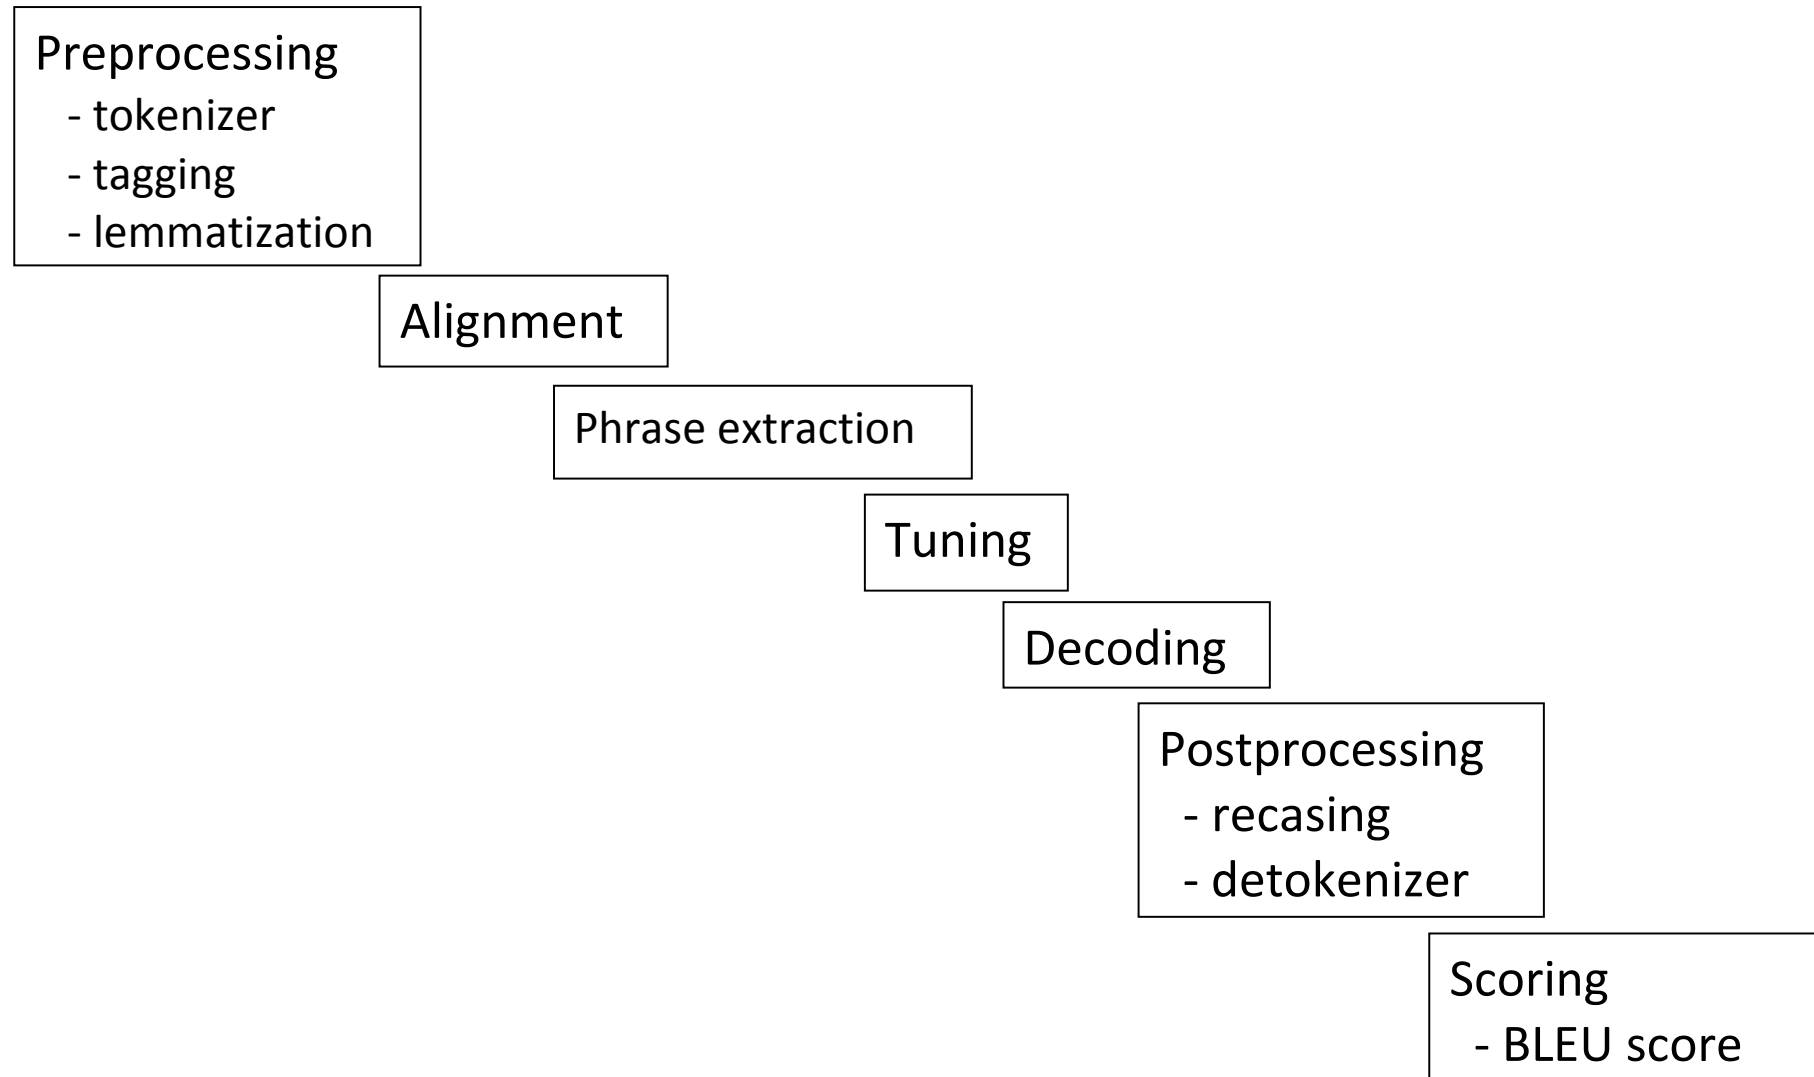 Preprocessing
- tokenizer
- tagging
- lemmatization
Alignment
Phrase extraction
Tuning
Decoding
Postprocessing
- recasing
- detokenizer
Scoring
- BLEU score